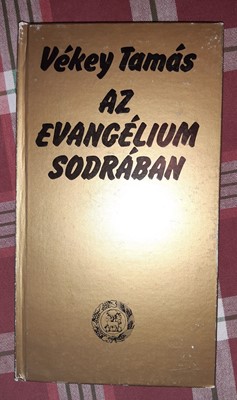 Vékey Tamás
AZ
EVANGÉLIUM
SODRÁBAN